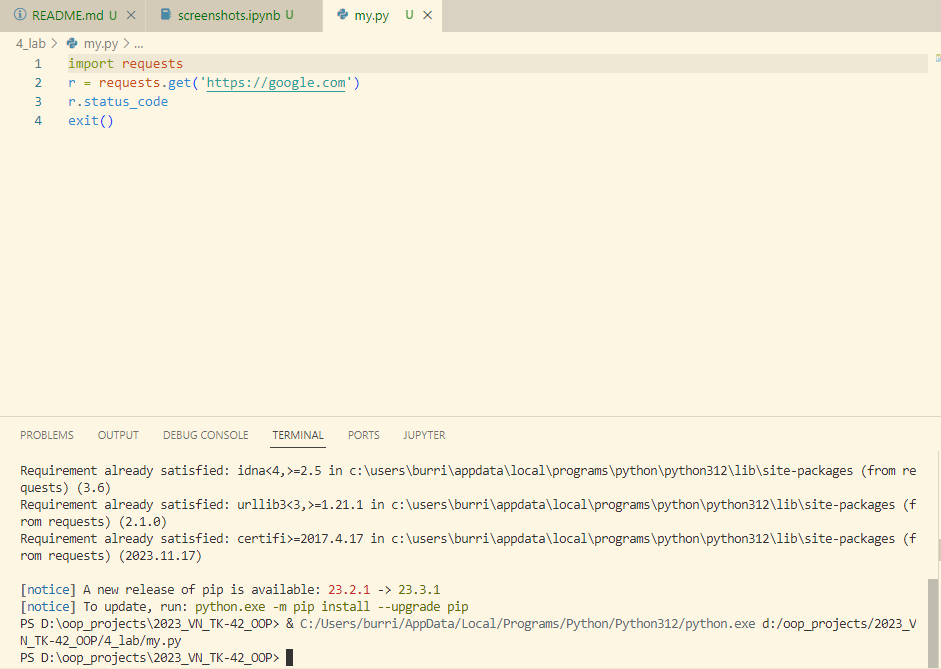 README.md U
screenshots.ipynb U
my.py U
4_lab > my.py > ...
1 import requests
2 r = requests.get('https://google.com')
3 r.status_code
4 exit()
PROBLEMS OUTPUT DEBUG CONSOLE TERMINAL PORTS JUPYTER
Requirement already satisfied: idna<4,>=2.5 in c:\users\burri\appdata\local\programs\python\python312\lib\site-packages (from re
quests) (3.6)
Requirement already satisfied: urllib3<3,>=1.21.1 in c:\users\burri\appdata\local\programs\python\python312\lib\site-packages (f
rom requests) (2.1.0)
Requirement already satisfied: certifi>=2017.4.17 in c:\users\burri\appdata\local\programs\python\python312\lib\site-packages (f
rom requests) (2023.11.17)
[notice] A new release of pip is available: 23.2.1 -> 23.3.1
[notice] To update, run: python.exe -m pip install --upgrade pip
PS D:\oop_projects\2023_VN_TK-42_OOP> & C:/Users/burri/AppData/Local/Programs/Python/Python312/python.exe d:/oop_projects/2023_V
N_TK-42_OOP/4_lab/my.py
PS D:\oop_projects\2023_VN_TK-42_OOP>